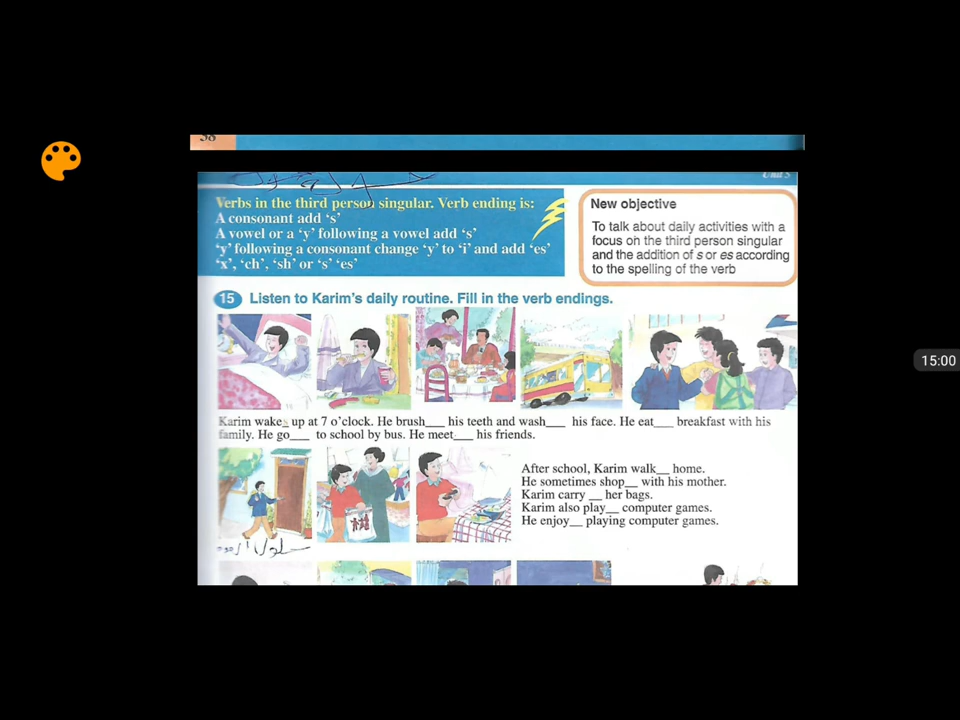 38
Unit 5
Verbs in the third person singular. Verb ending is:
A consonant add ‘s’
A vowel or a ‘y’ following a vowel add ‘s’
‘y’ following a consonant change ‘y’ to ‘i’ and add ‘es’
‘x’, ‘ch’, ‘sh’ or ‘s’ ‘es’
New objective
To talk about daily activities with a
focus on the third person singular
and the addition of s or es according
to the spelling of the verb
15 Listen to Karim’s daily routine. Fill in the verb endings.
Karim wakes up at 7 o’clock. He brush___ his teeth and wash___ his face. He eat___ breakfast with his
family. He go___ to school by bus. He meet___ his friends.
After school, Karim walk__ home.
He sometimes shop__ with his mother.
Karim carry __ her bags.
Karim also play__ computer games.
He enjoy__ playing computer games.
15:00